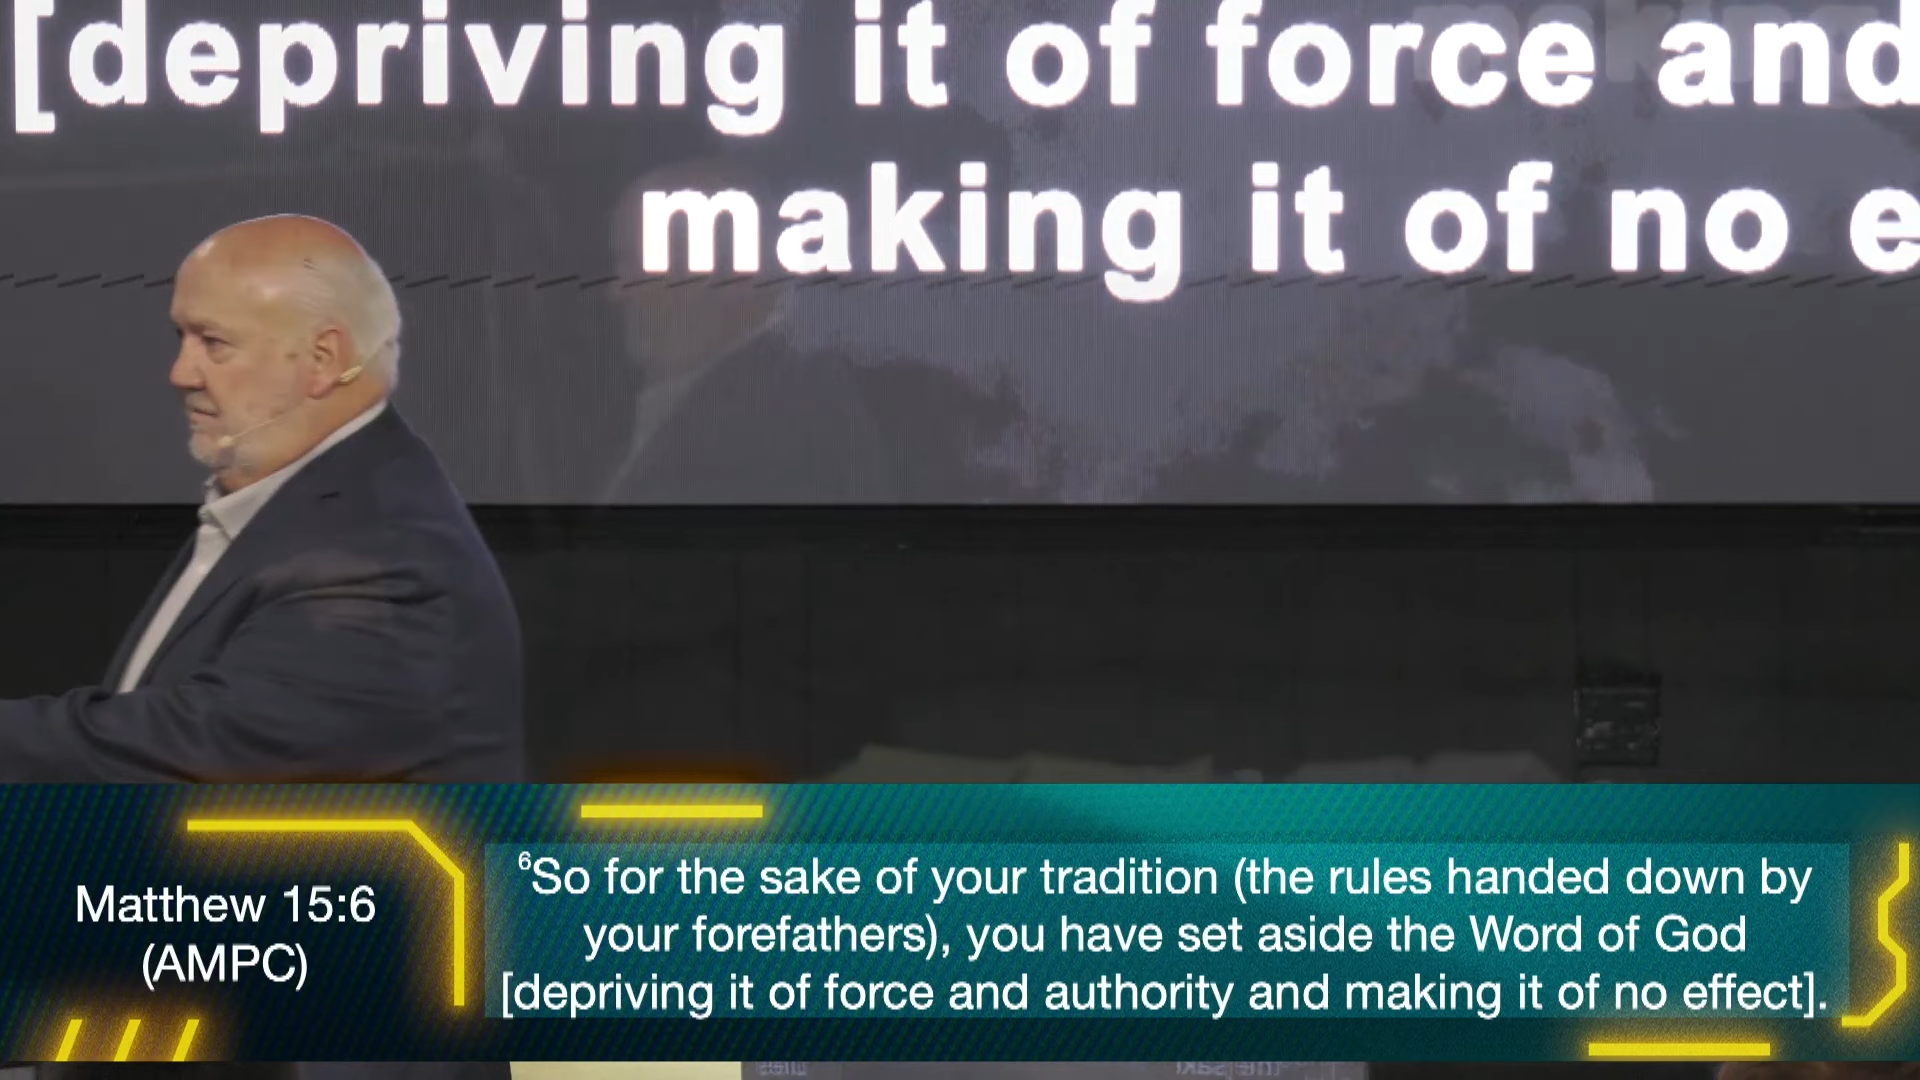 [depriving it of force and
making it of no e
Matthew 15:6
(AMPC)
⁶So for the sake of your tradition (the rules handed down by
your forefathers), you have set aside the Word of God
[depriving it of force and authority and making it of no effect].